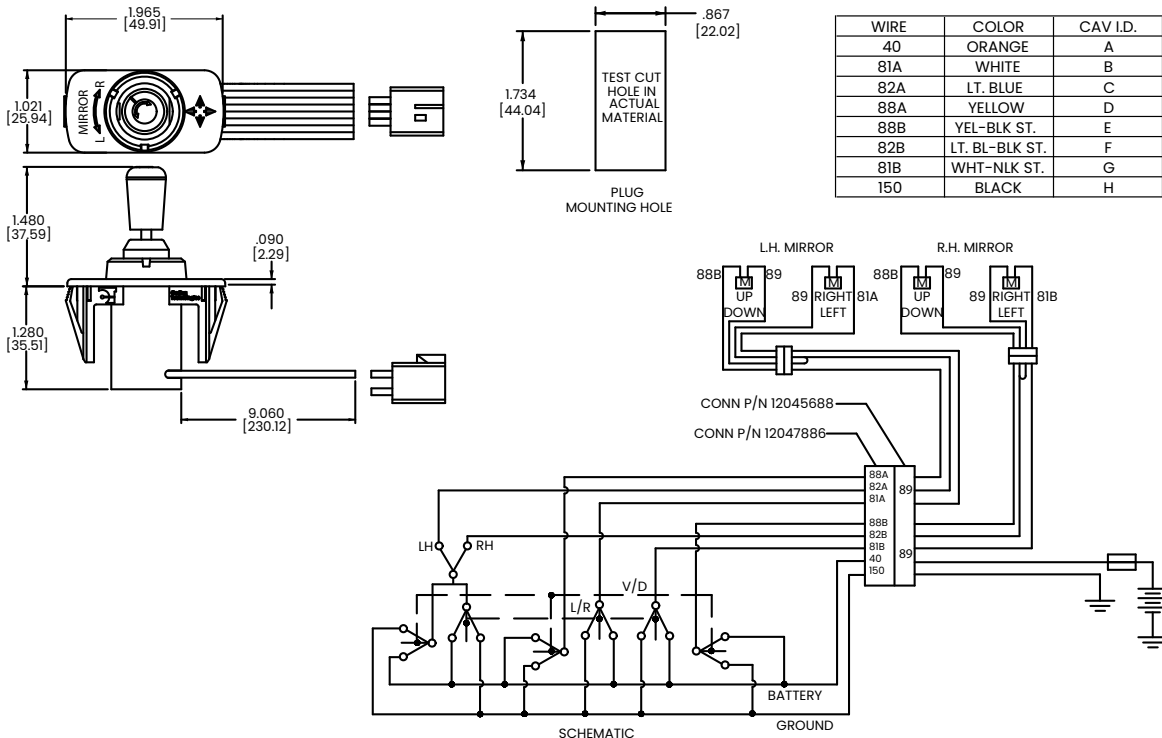 1.965
[49.91]
1.021
[25.94]
MIRROR
L
R
1.480
[37.59]
.090
[2.29]
1.280
[35.51]
9.060
[230.12]
.867
[22.02]
1.734
[44.04]
TEST CUT
HOLE IN
ACTUAL
MATERIAL
PLUG
MOUNTING HOLE
WIRE COLOR CAV I.D.
40 ORANGE A
81A WHITE B
82A LT. BLUE C
88A YELLOW D
88B YEL-BLK ST. E
82B LT. BL-BLK ST. F
81B WHT-NLK ST. G
150 BLACK H
L.H. MIRROR
R.H. MIRROR
88B M 89
UP
DOWN
M
89 RIGHT 81A
LEFT
88B M 89
UP
DOWN
M
89 RIGHT 81B
LEFT
CONN P/N 12045688
CONN P/N 12047886
88A
82A
81A
89
88B
82B
81B
40
150
89
LH
RH
V/D
L/R
BATTERY
GROUND
SCHEMATIC